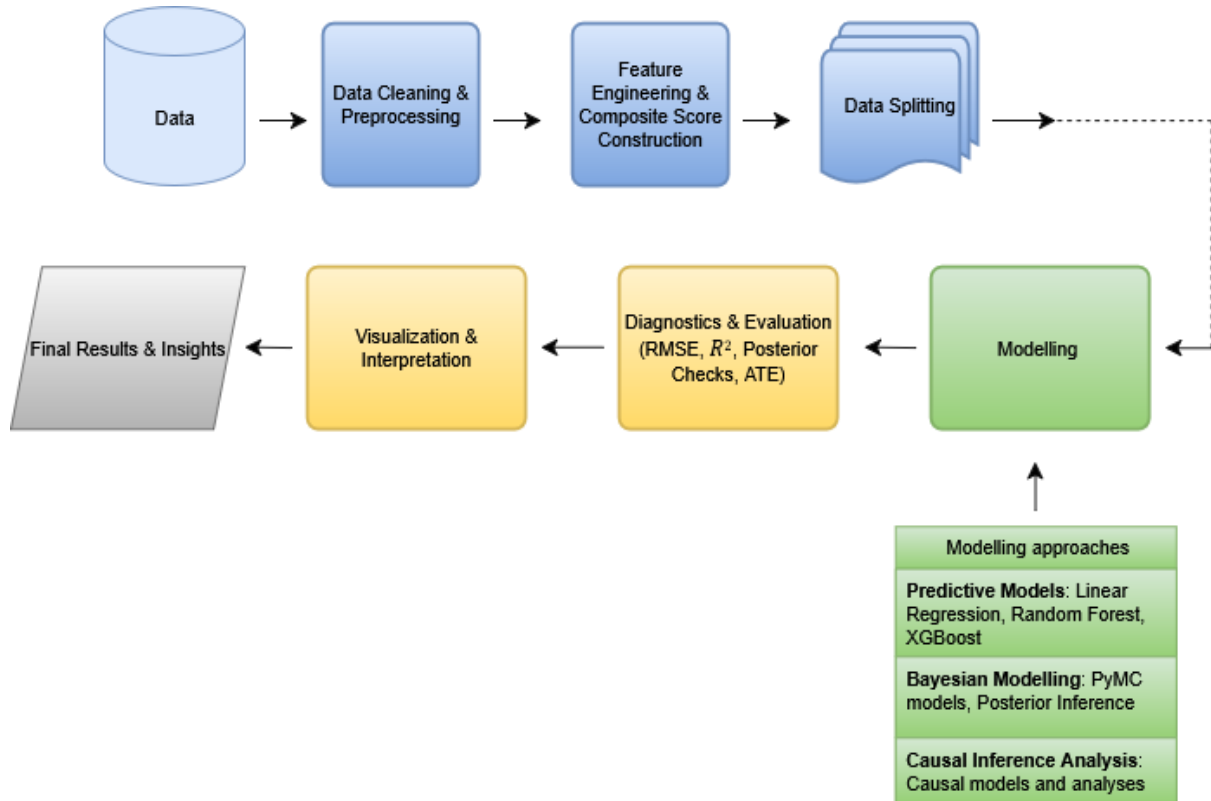 Data
Data Cleaning &
Preprocessing
Feature
Engineering &
Composite Score
Construction
Data Splitting
Final Results & Insights
Visualization &
Interpretation
Diagnostics & Evaluation
(RMSE, R², Posterior
Checks, ATE)
Modelling
Modelling approaches
Predictive Models: Linear
Regression, Random Forest,
XGBoost
Bayesian Modelling: PyMC
models, Posterior Inference
Causal Inference Analysis:
Causal models and analyses